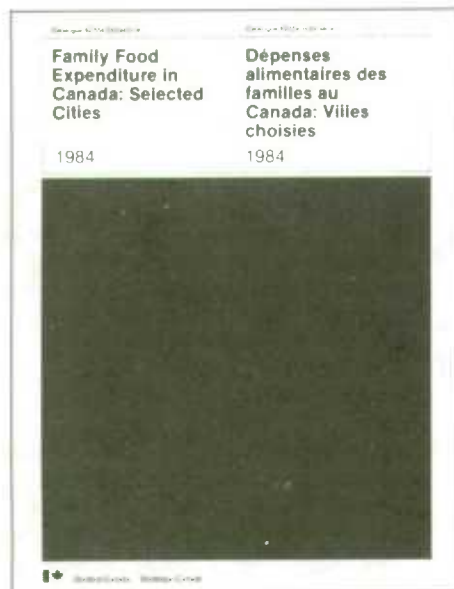 Family Food
Expenditure in
Canada: Selected
Cities
1984
Dépenses
alimentaires des
familles au
Canada: Villes
choisies
1984